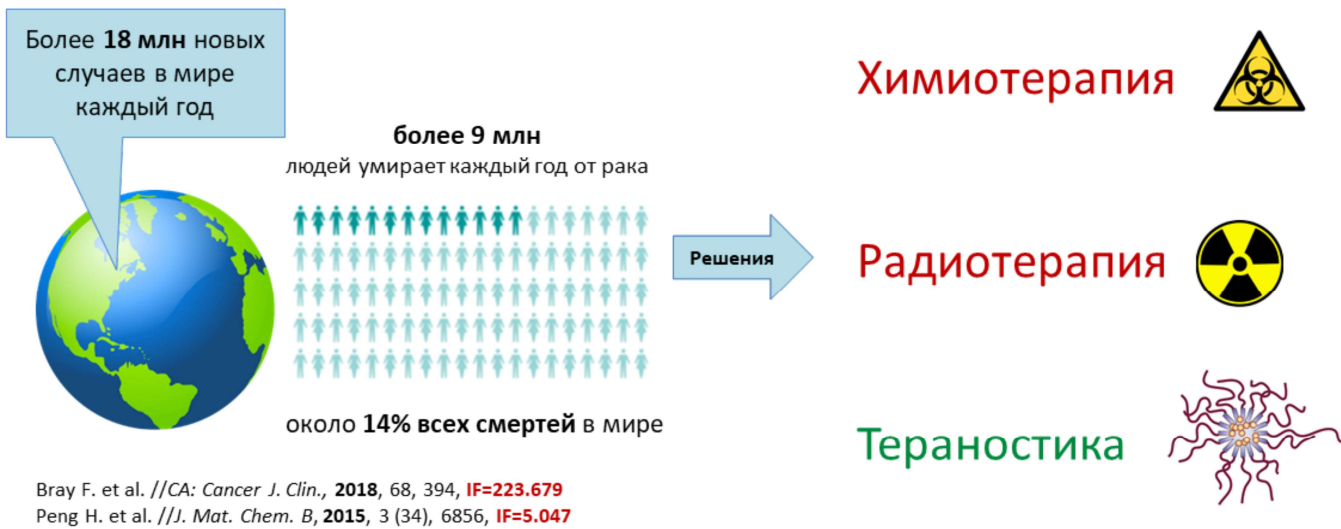 Более 18 млн новых
случаев в мире
каждый год
более 9 млн
людей умирает каждый год от рака
около 14% всех смертей в мире
Решения
Химиотерапия
Радиотерапия
Тераностика
Bray F. et al. //CA: Cancer J. Clin., 2018, 68, 394, IF=223.679
Peng H. et al. //J. Mat. Chem. B, 2015, 3 (34), 6856, IF=5.047